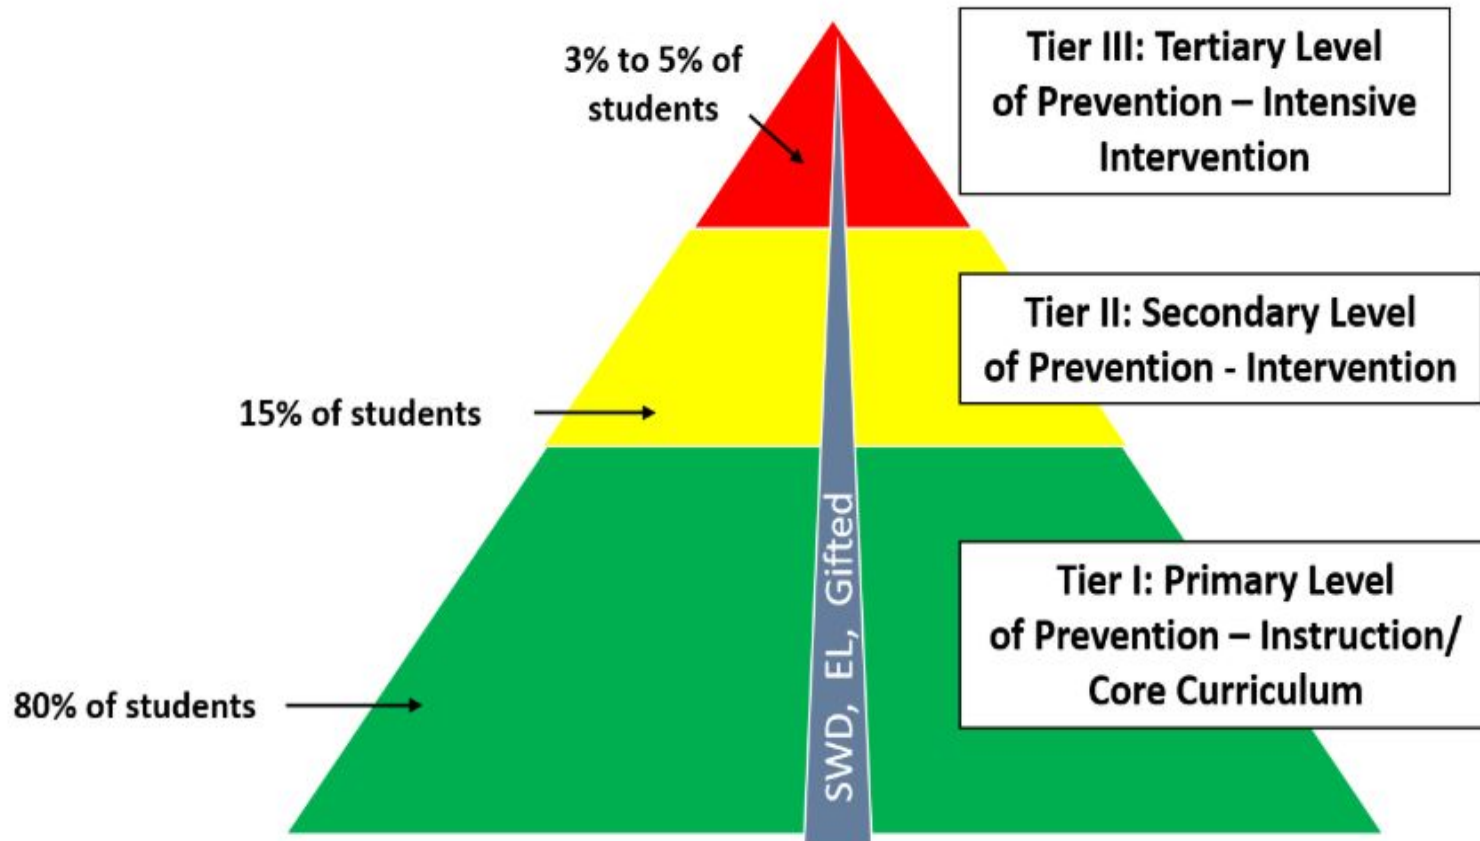 3% to 5% of
students
Tier III: Tertiary Level
of Prevention – Intensive
Intervention
Tier II: Secondary Level
of Prevention - Intervention
15% of students
Tier I: Primary Level
of Prevention – Instruction/
Core Curriculum
80% of students
SWD, EL, Gifted